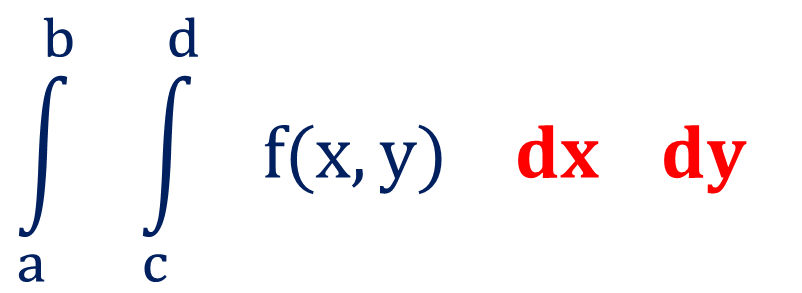 b d
∫ ∫ f(x, y) dx dy
a c